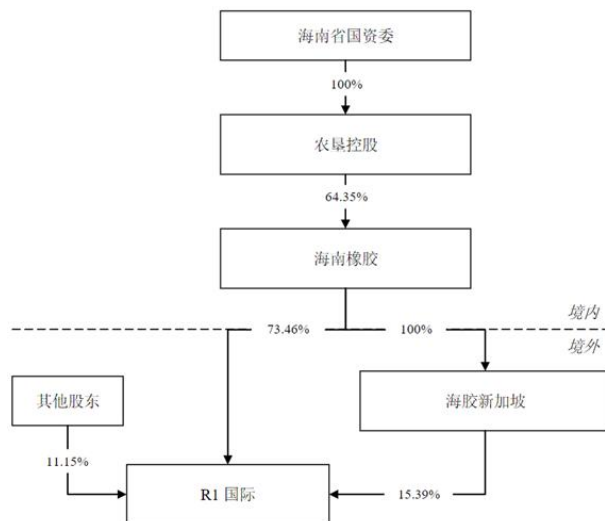 海南省国资委
100%
农垦控股
64.35%
海南橡胶
境内
73.46%
100%
境外
其他股东
海胶新加坡
11.15%
R1 国际
15.39%